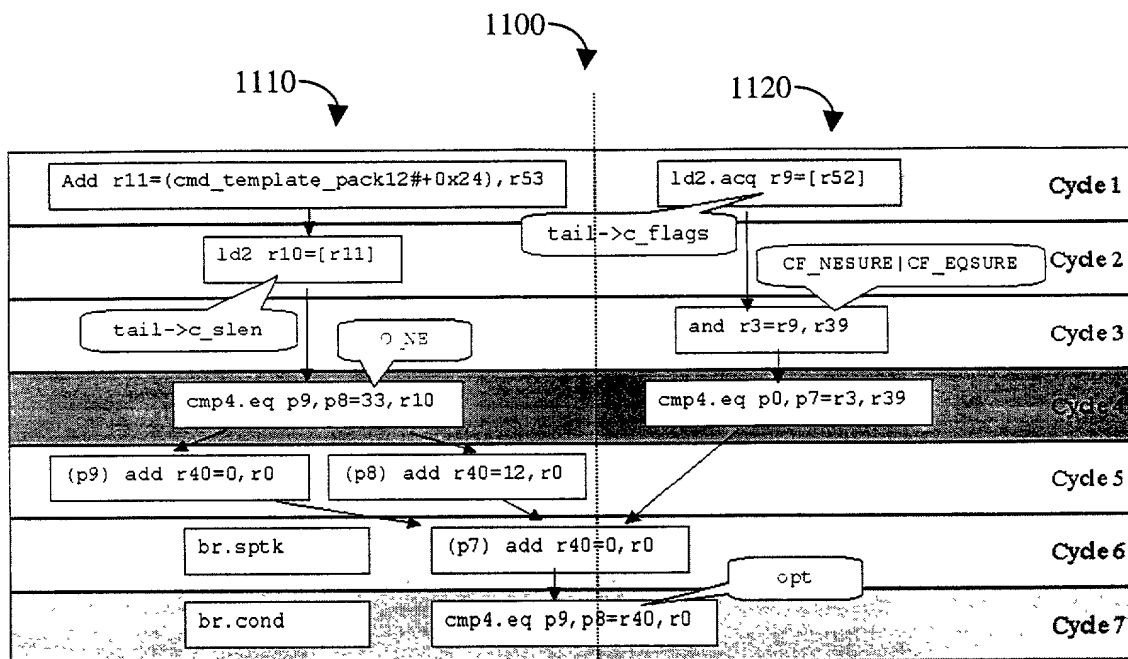 1100
1110
1120
Add r11=(cmd_template_pack12#+0x24),r53
ld2.acq r9=[r52]
Cycle 1
tail->c_flags
ld2 r10=[r11]
CF_NESURE|CF_EQSURE
Cycle 2
tail->c_slen
O_NE
and r3=r9,r39
Cycle 3
cmp4.eq p9,p8=33,r10
cmp4.eq p0,p7=r3,r39
Cycle 4
(p9) add r40=0,r0
(p8) add r40=12,r0
Cycle 5
br.sptk
(p7) add r40=0,r0
Cycle 6
opt
br.cond
cmp4.eq p9,p8=r40,r0
Cycle 7